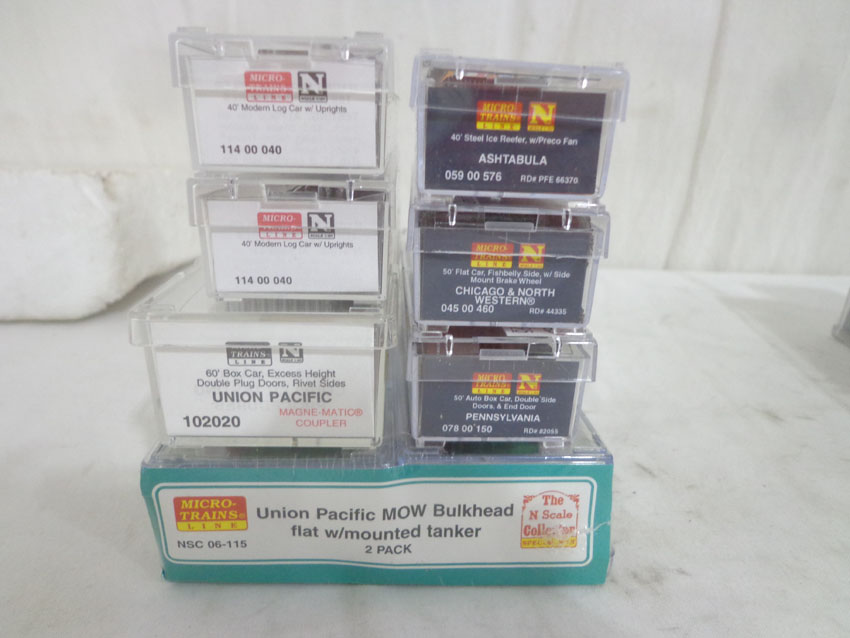 MICRO-
TRAINS
LINE
N
40' Modern Log Car w/ Uprights
114 00 040
MICRO-
N
40' Modern Log Car w/ Uprights
114 00 040
TRAINS
LINE
N
60' Box Car, Excess Height
Double Plug Doors, Rivet Sides
UNION PACIFIC
MAGNE-MATIC®
COUPLER
102020
MICRO-
TRAINS
LINE
N
40' Steel Ice Reefer, w/Preco Fan
ASHTABULA
059 00 576 RD# PFE 66370
MICRO-
TRAINS
LINE
N
50' Flat Car, Fishbelly Side, w/ Side
Mount Brake Wheel
CHICAGO & NORTH
WESTERN®
045 00 460 RD# 44335
MICRO-
TRAINS
LINE
N
50' Auto Box Car, Double Side
Doors, & End Door
PENNSYLVANIA
078 00 150 RD# 82055
MICRO-
TRAINS®
LINE
NSC 06-115
Union Pacific MOW Bulkhead
flat w/mounted tanker
2 PACK
The
N Scale
Collector